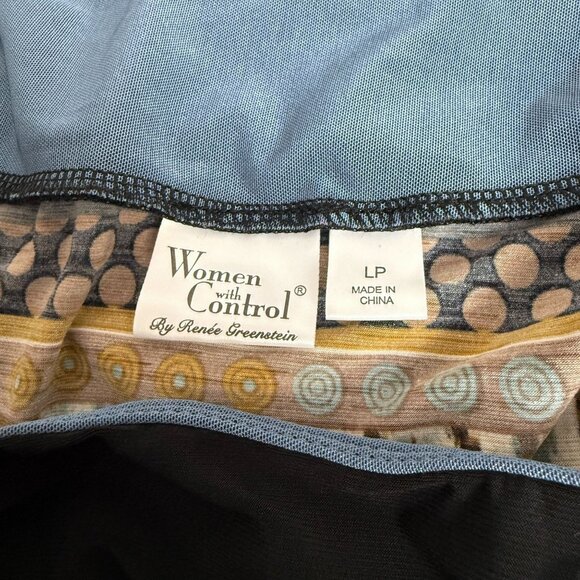 Women
with
Control®
By Renée Greenstein
LP
MADE IN
CHINA